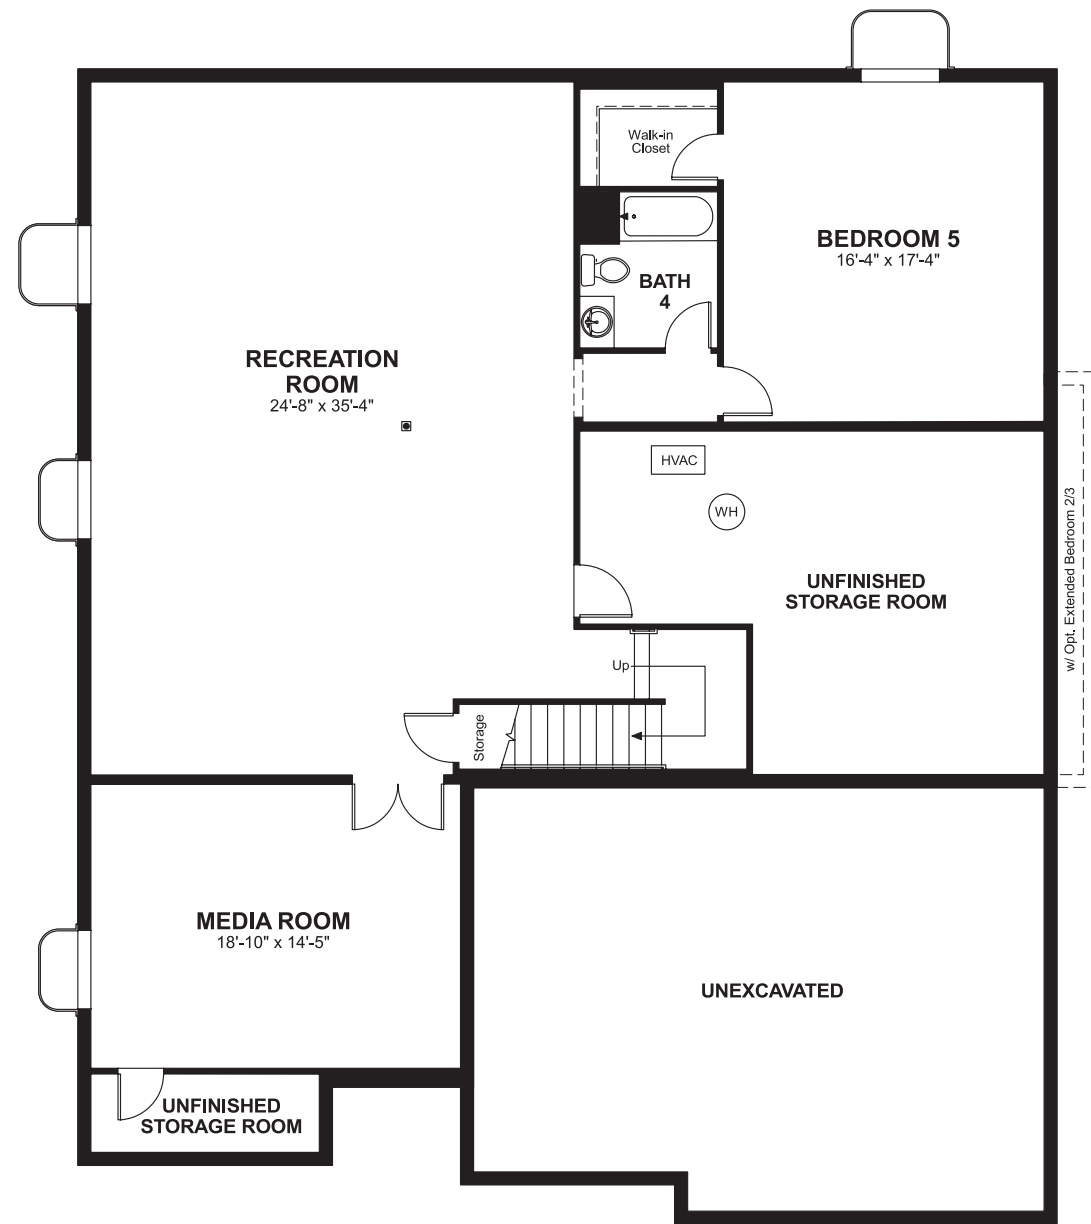 Walk-in
Closet
BEDROOM 5
16'-4" x 17'-4"
BATH
4
RECREATION
ROOM
24'-8" x 35'-4"
HVAC
WH
w/ Opt. Extended Bedroom 2/3
UNFINISHED
STORAGE ROOM
Up
Storage
MEDIA ROOM
18'-10" x 14'-5"
UNEXCAVATED
UNFINISHED
STORAGE ROOM